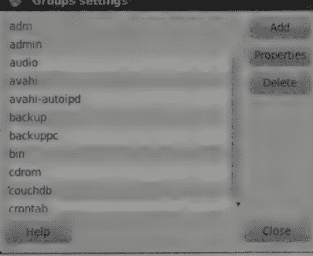 Groups settings
adm
admin
audio
avahi
avahi-autoipd
backup
backuppc
bin
cdrom
couchdb
crontab
Add
Properties
Delete
Help
Close